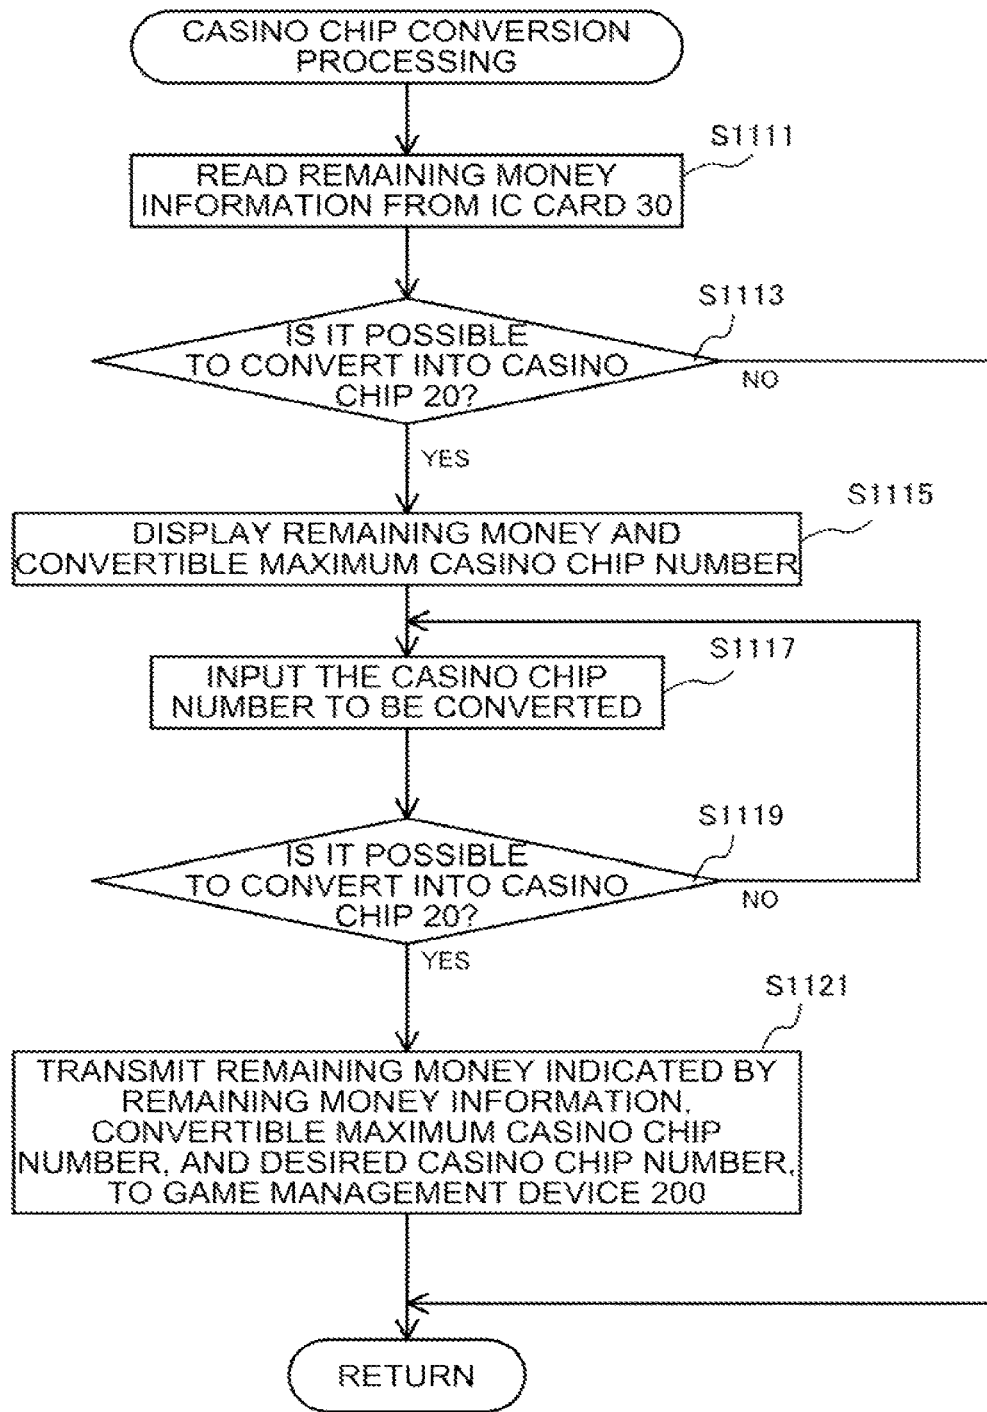 CASINO CHIP CONVERSION
PROCESSING
S1111
READ REMAINING MONEY
INFORMATION FROM IC CARD 30
S1113
IS IT POSSIBLE
TO CONVERT INTO CASINO
CHIP 20?
NO
YES
S1115
DISPLAY REMAINING MONEY AND
CONVERTIBLE MAXIMUM CASINO CHIP NUMBER
S1117
INPUT THE CASINO CHIP
NUMBER TO BE CONVERTED
S1119
IS IT POSSIBLE
TO CONVERT INTO CASINO
CHIP 20?
NO
YES
S1121
TRANSMIT REMAINING MONEY INDICATED BY
REMAINING MONEY INFORMATION,
CONVERTIBLE MAXIMUM CASINO CHIP
NUMBER, AND DESIRED CASINO CHIP NUMBER,
TO GAME MANAGEMENT DEVICE 200
RETURN